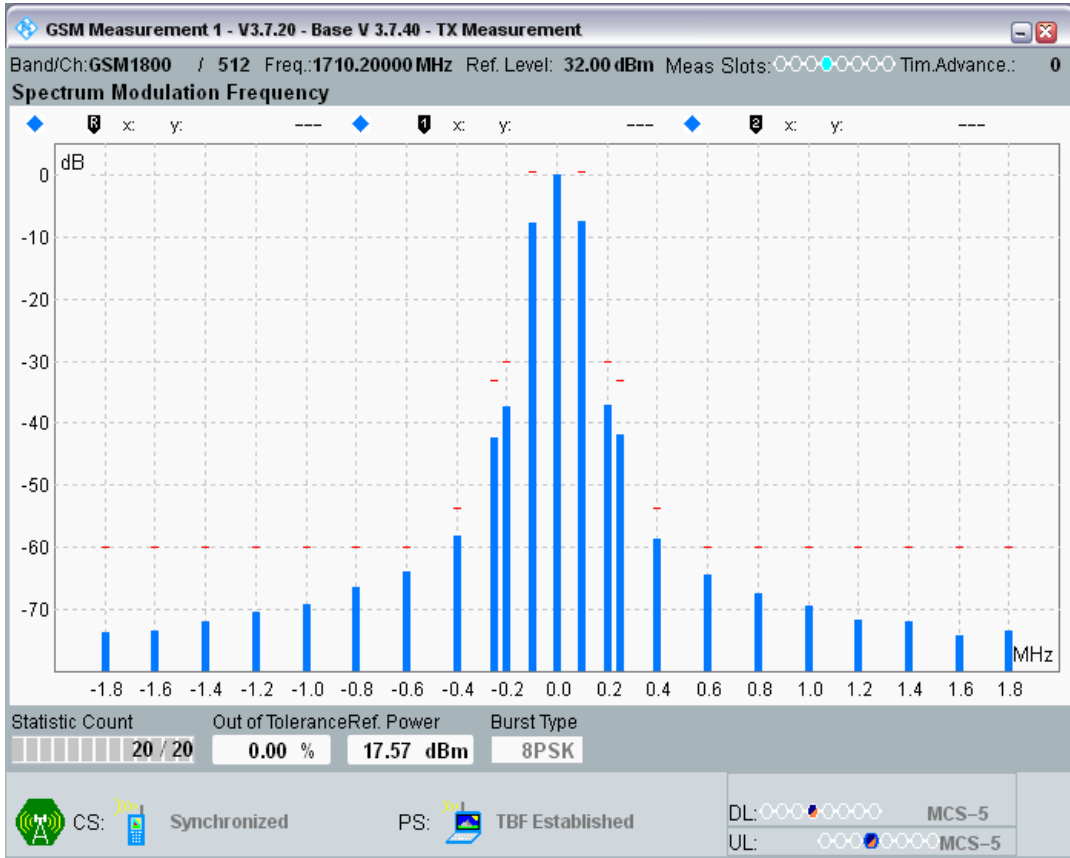 GSM Measurement 1 - V3.7.20 - Base V 3.7.40 - TX Measurement
Band/Ch:GSM1800 / 512 Freq.:1710.20000 MHz Ref. Level: 32.00 dBm Meas Slots: Tim.Advance.: 0
Spectrum Modulation Frequency
R x: y: --- 1 x: y: --- 2 x: y: ---
dB
0
-10
-20
-30
-40
-50
-60
-70
MHz
-1.8 -1.6 -1.4 -1.2 -1.0 -0.8 -0.6 -0.4 -0.2 0.0 0.2 0.4 0.6 0.8 1.0 1.2 1.4 1.6 1.8
Statistic Count Out of Tolerance Ref. Power Burst Type
20 / 20 0.00 % 17.57 dBm 8PSK
CS: Synchronized PS: TBF Established
DL: MCS-5
UL: MCS-5